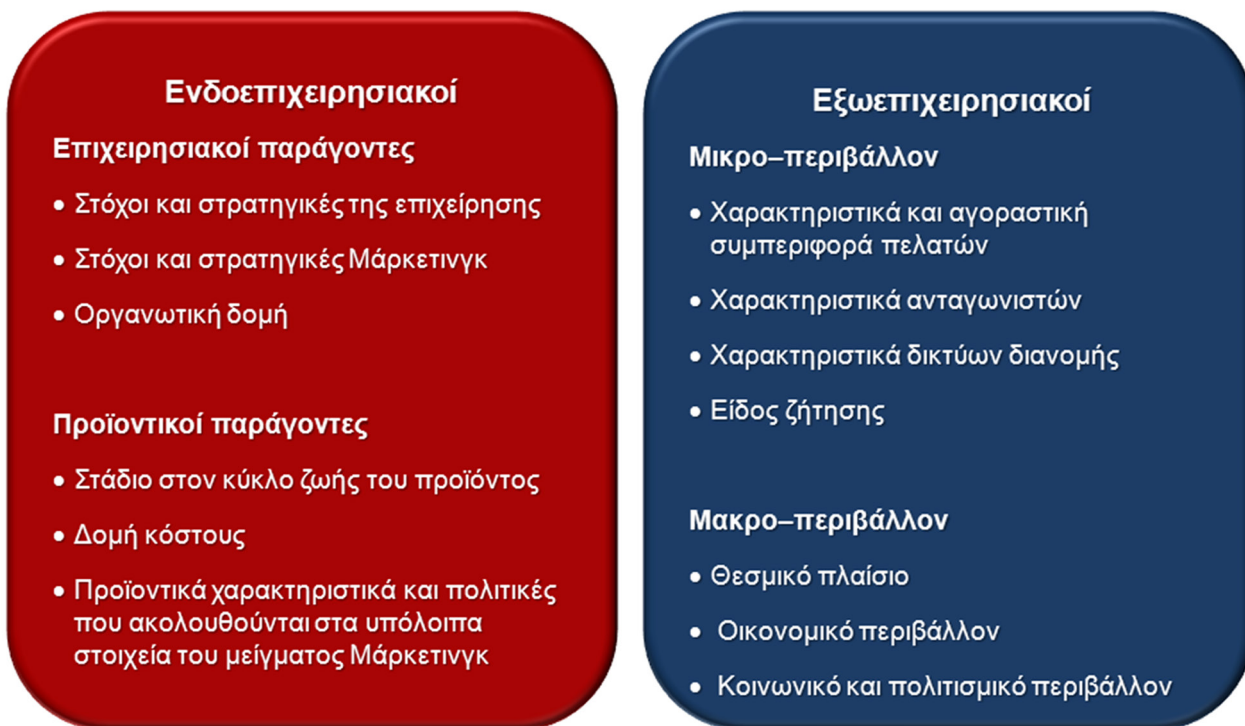 Ενδοεπιχειρησιακοί
Επιχειρησιακοί παράγοντες
• Στόχοι και στρατηγικές της επιχείρησης
• Στόχοι και στρατηγικές Μάρκετινγκ
• Οργανωτική δομή
Προϊοντικοί παράγοντες
• Στάδιο στον κύκλο ζωής του προϊόντος
• Δομή κόστους
• Προϊοντικά χαρακτηριστικά και πολιτικές
που ακολουθούνται στα υπόλοιπα
στοιχεία του μείγματος Μάρκετινγκ
Εξωεπιχειρησιακοί
Μικρο–περιβάλλον
• Χαρακτηριστικά και αγοραστική
συμπεριφορά πελατών
• Χαρακτηριστικά ανταγωνιστών
• Χαρακτηριστικά δικτύων διανομής
• Είδος ζήτησης
Μακρο–περιβάλλον
• Θεσμικό πλαίσιο
• Οικονομικό περιβάλλον
• Κοινωνικό και πολιτισμικό περιβάλλον